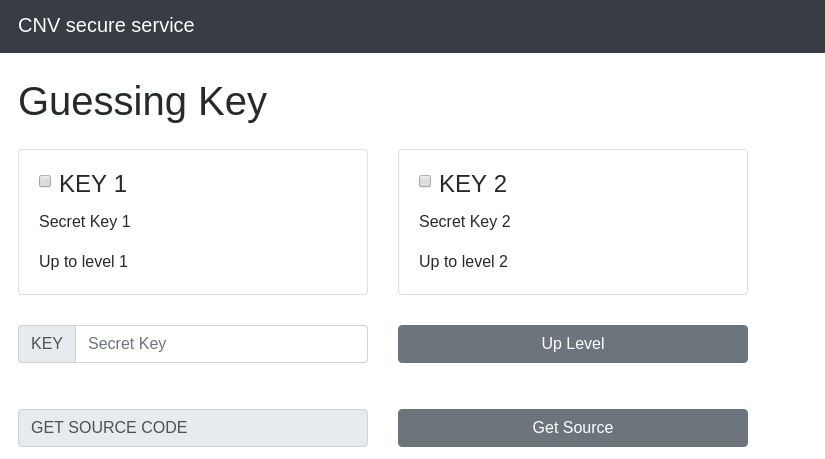 CNV secure service
Guessing Key
KEY 1
Secret Key 1
Up to level 1
KEY 2
Secret Key 2
Up to level 2
KEY
Secret Key
Up Level
GET SOURCE CODE
Get Source